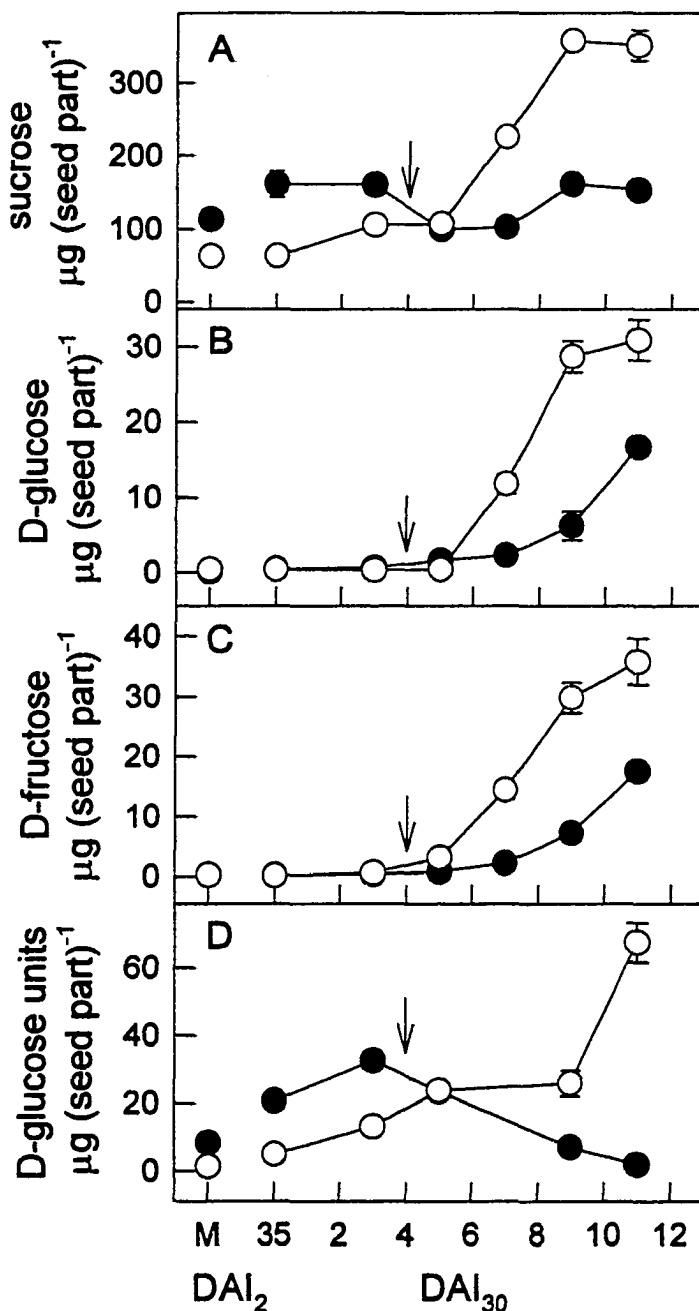 A
sucrose
µg (seed part)⁻¹
300
200
100
0
B
D-glucose
µg (seed part)⁻¹
30
20
10
0
C
D-fructose
µg (seed part)⁻¹
40
30
20
10
0
D
D-glucose units
µg (seed part)⁻¹
60
40
20
0
M 35 2 4 6 8 10 12
DAI₂ DAI₃₀